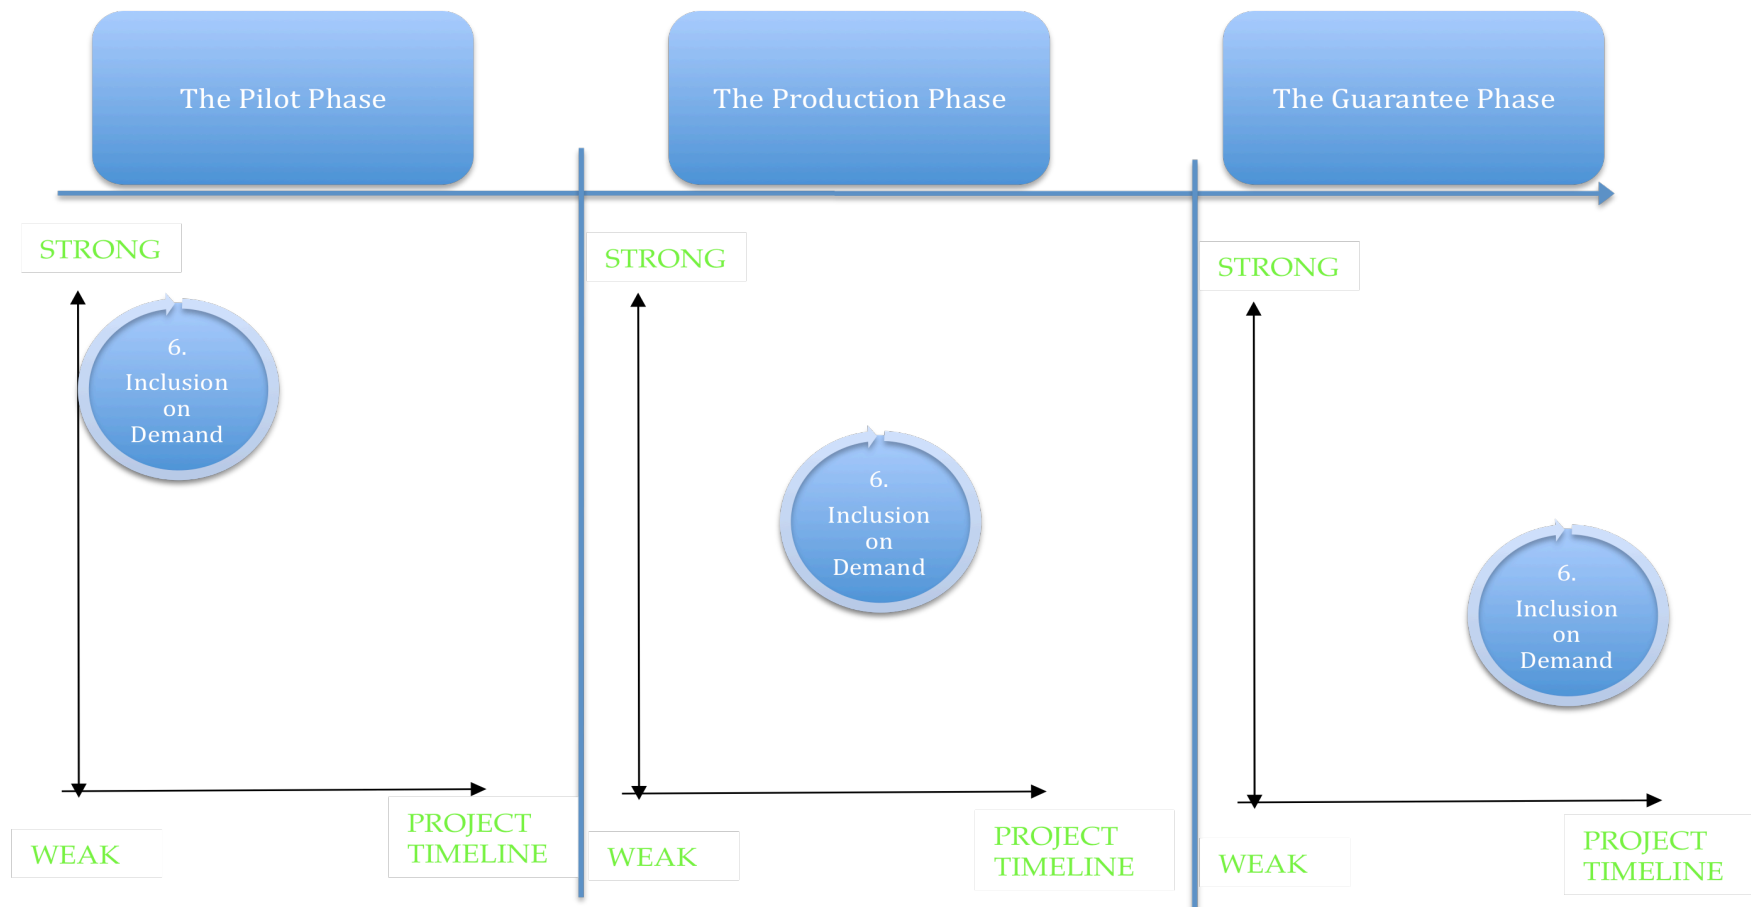 The Pilot Phase
The Production Phase
The Guarantee Phase
STRONG
6.
Inclusion
on
Demand
WEAK
PROJECT
TIMELINE
STRONG
6.
Inclusion
on
Demand
WEAK
PROJECT
TIMELINE
STRONG
6.
Inclusion
on
Demand
WEAK
PROJECT
TIMELINE